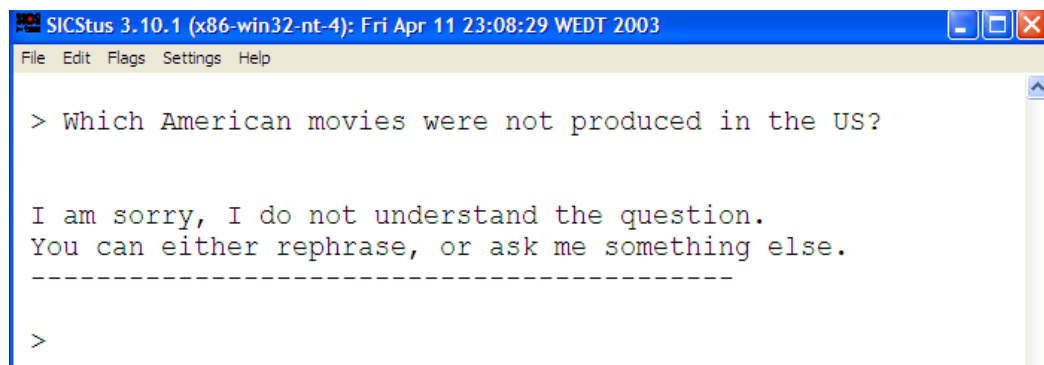 SICStus 3.10.1 (x86-win32-nt-4): Fri Apr 11 23:08:29 WEDT 2003
File Edit Flags Settings Help
> Which American movies were not produced in the US?
I am sorry, I do not understand the question.
You can either rephrase, or ask me something else.
-------------------------------------------
>